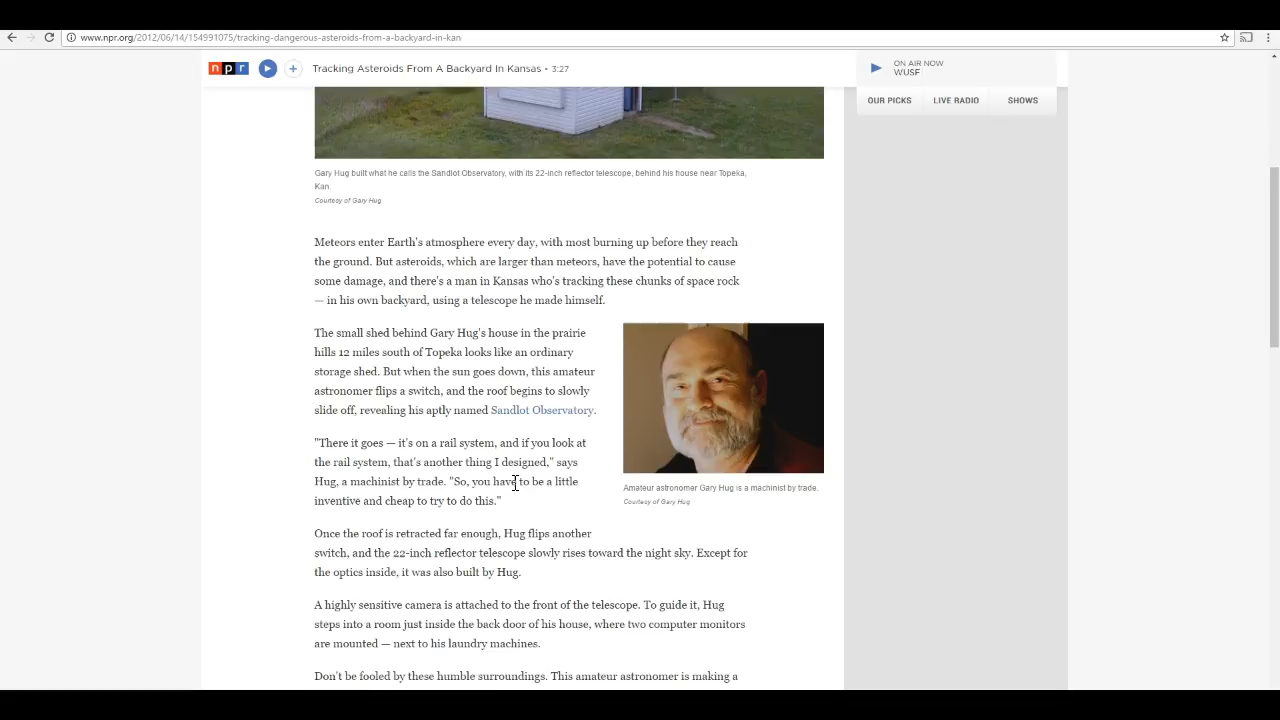 www.npr.org/2012/06/14/154991075/tracking-dangerous-asteroids-from-a-backyard-in-kan
npr
Tracking Asteroids From A Backyard In Kansas • 3:27
ON AIR NOW
WUSF
OUR PICKS LIVE RADIO SHOWS
Gary Hug built what he calls the Sandlot Observatory, with its 22-inch reflector telescope, behind his house near Topeka,
Kan.
Courtesy of Gary Hug
Meteors enter Earth's atmosphere every day, with most burning up before they reach
the ground. But asteroids, which are larger than meteors, have the potential to cause
some damage, and there's a man in Kansas who's tracking these chunks of space rock
— in his own backyard, using a telescope he made himself.
The small shed behind Gary Hug's house in the prairie
hills 12 miles south of Topeka looks like an ordinary
storage shed. But when the sun goes down, this amateur
astronomer flips a switch, and the roof begins to slowly
slide off, revealing his aptly named Sandlot Observatory.
"There it goes — it's on a rail system, and if you look at
the rail system, that's another thing I designed," says
Hug, a machinist by trade. "So, you have to be a little
inventive and cheap to try to do this."
Amateur astronomer Gary Hug is a machinist by trade.
Courtesy of Gary Hug
Once the roof is retracted far enough, Hug flips another
switch, and the 22-inch reflector telescope slowly rises toward the night sky. Except for
the optics inside, it was also built by Hug.
A highly sensitive camera is attached to the front of the telescope. To guide it, Hug
steps into a room just inside the back door of his house, where two computer monitors
are mounted — next to his laundry machines.
Don't be fooled by these humble surroundings. This amateur astronomer is making a